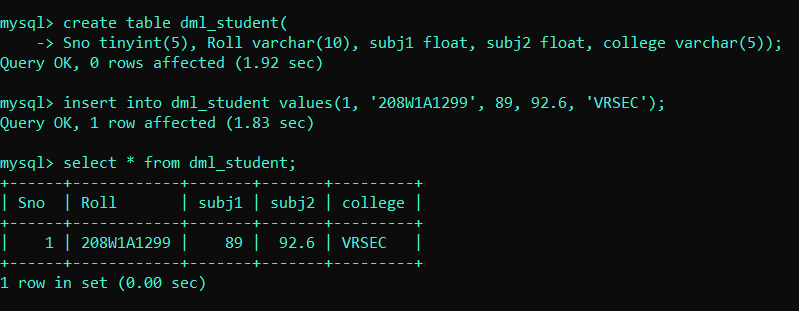 mysql> create table dml_student(
    -> Sno tinyint(5), Roll varchar(10), subj1 float, subj2 float, college varchar(5));
Query OK, 0 rows affected (1.92 sec)

mysql> insert into dml_student values(1, '208W1A1299', 89, 92.6, 'VRSEC');
Query OK, 1 row affected (1.83 sec)

mysql> select * from dml_student;
+------+------------+-------+-------+---------+
| Sno  | Roll       | subj1 | subj2 | college |
+------+------------+-------+-------+---------+
|    1 | 208W1A1299 |    89 |  92.6 | VRSEC   |
+------+------------+-------+-------+---------+
1 row in set (0.00 sec)